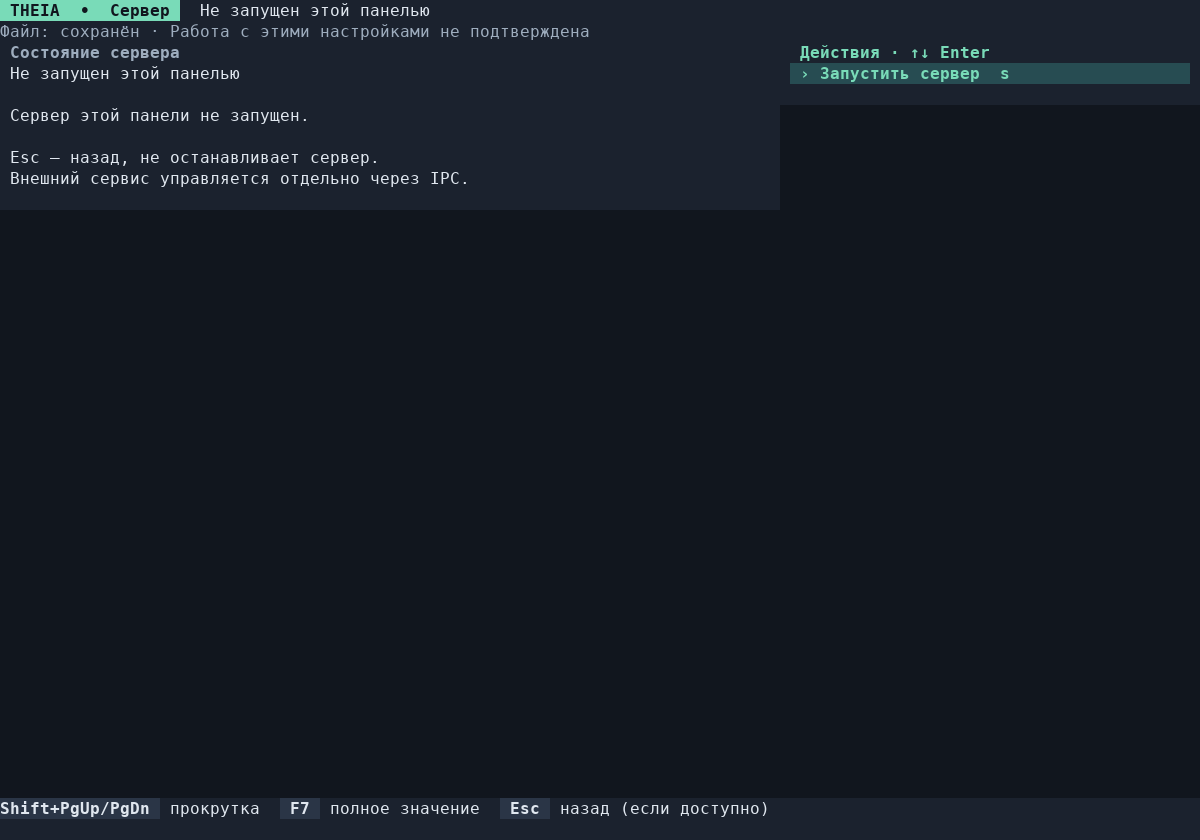 THEIA • Сервер Не запущен этой панелью
Файл: сохранён · Работа с этими настройками не подтверждена
Состояние сервера
Не запущен этой панелью
Сервер этой панели не запущен.
Esc — назад, не останавливает сервер.
Внешний сервис управляется отдельно через IPC.
Действия · ↑↓ Enter
› Запустить сервер s
Shift+PgUp/PgDn прокрутка F7 полное значение Esc назад (если доступно)